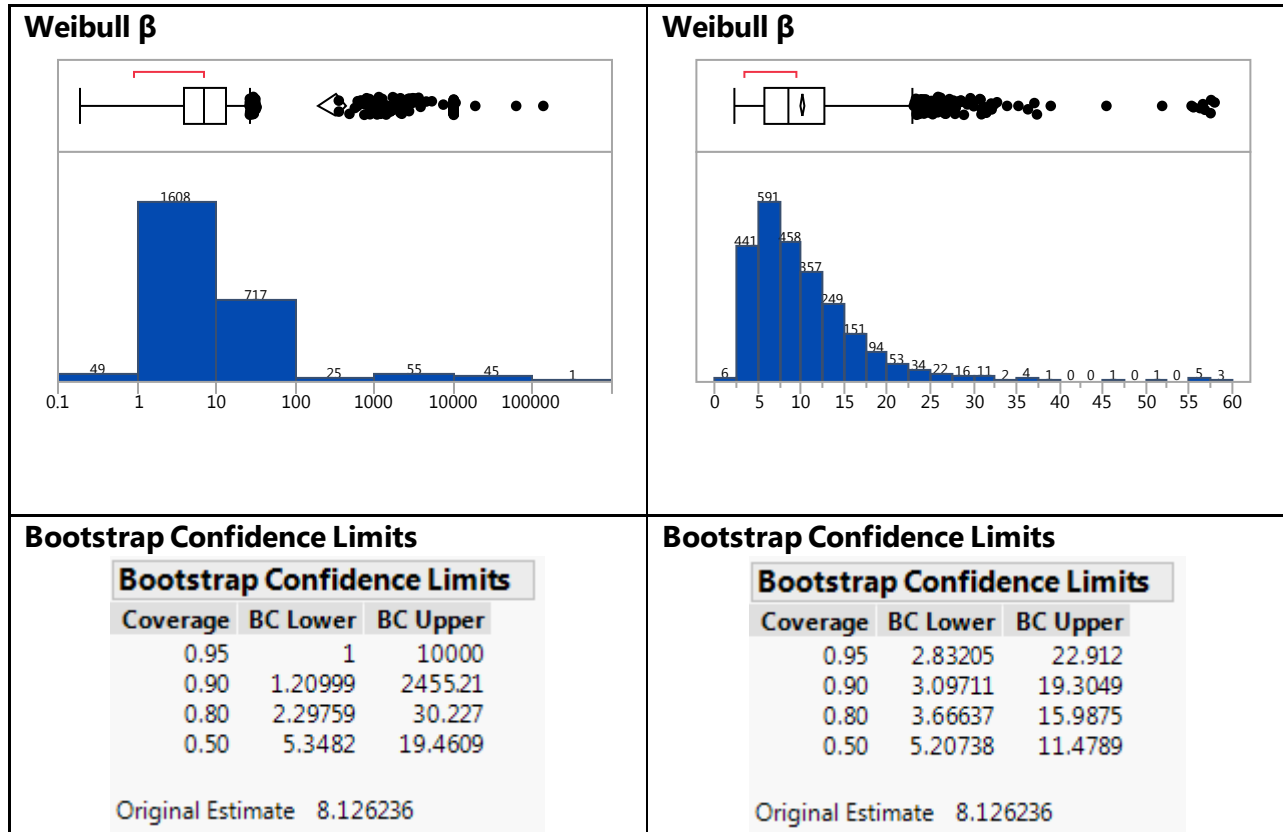 Weibull β
1608
717
49
25
55
45
1
0.1 1 10 100 1000 10000 100000
Bootstrap Confidence Limits
Bootstrap Confidence Limits
Coverage BC Lower BC Upper
0.95 1 10000
0.90 1.20999 2455.21
0.80 2.29759 30.227
0.50 5.3482 19.4609
Original Estimate 8.126236
Weibull β
6
441
591
458
357
249
151
94
53
34
22
16
11
2
4
1
0
0
1
0
1
0
5
3
0 5 10 15 20 25 30 35 40 45 50 55 60
Bootstrap Confidence Limits
Bootstrap Confidence Limits
Coverage BC Lower BC Upper
0.95 2.83205 22.912
0.90 3.09711 19.3049
0.80 3.66637 15.9875
0.50 5.20738 11.4789
Original Estimate 8.126236